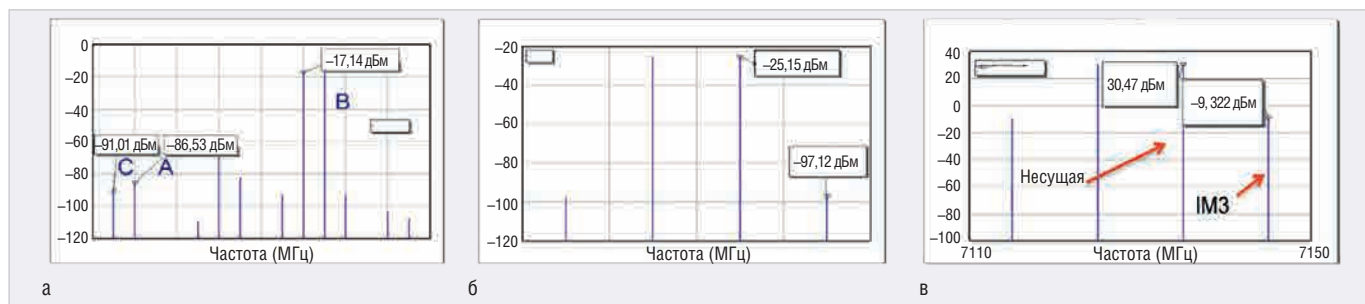 0
−20
−40
−60
−80
−100
−120
−17,14 дБм
B
−91,01 дБм
−86,53 дБм
C
A
Частота (МГц)
а
−20
−40
−60
−80
−100
−120
−25,15 дБм
−97,12 дБм
Частота (МГц)
б
40
20
0
−20
−40
−60
−80
−100
30,47 дБм
−9, 322 дБм
Несущая
IM3
7110
Частота (МГц)
7150
в